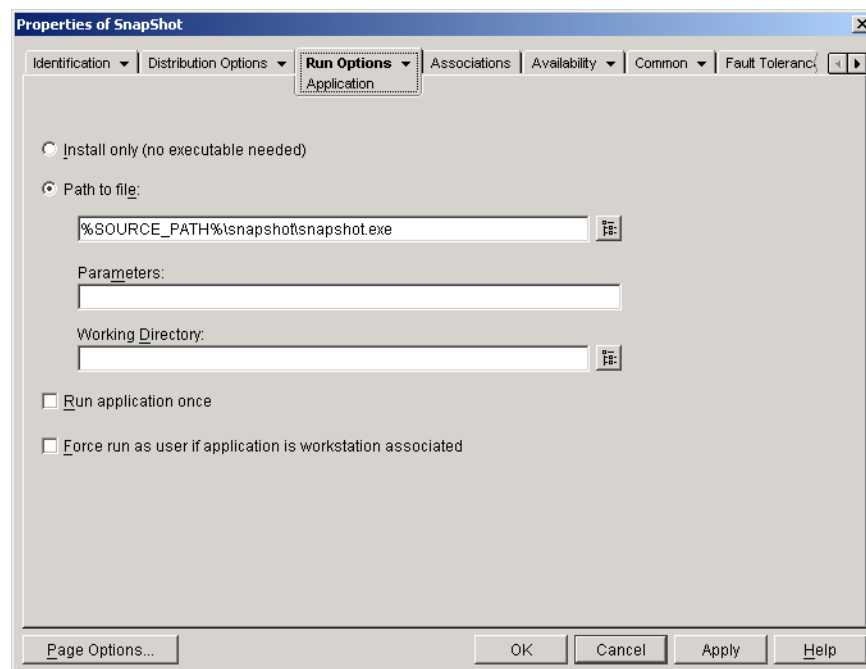 Properties of SnapShot
Identification Distribution Options Run Options Associations Availability Common Fault Toleranc
Application
Install only (no executable needed)
Path to file:
%SOURCE_PATH%\snapshot\snapshot.exe
Parameters:
Working Directory:
Run application once
Force run as user if application is workstation associated
Page Options... OK Cancel Apply Help